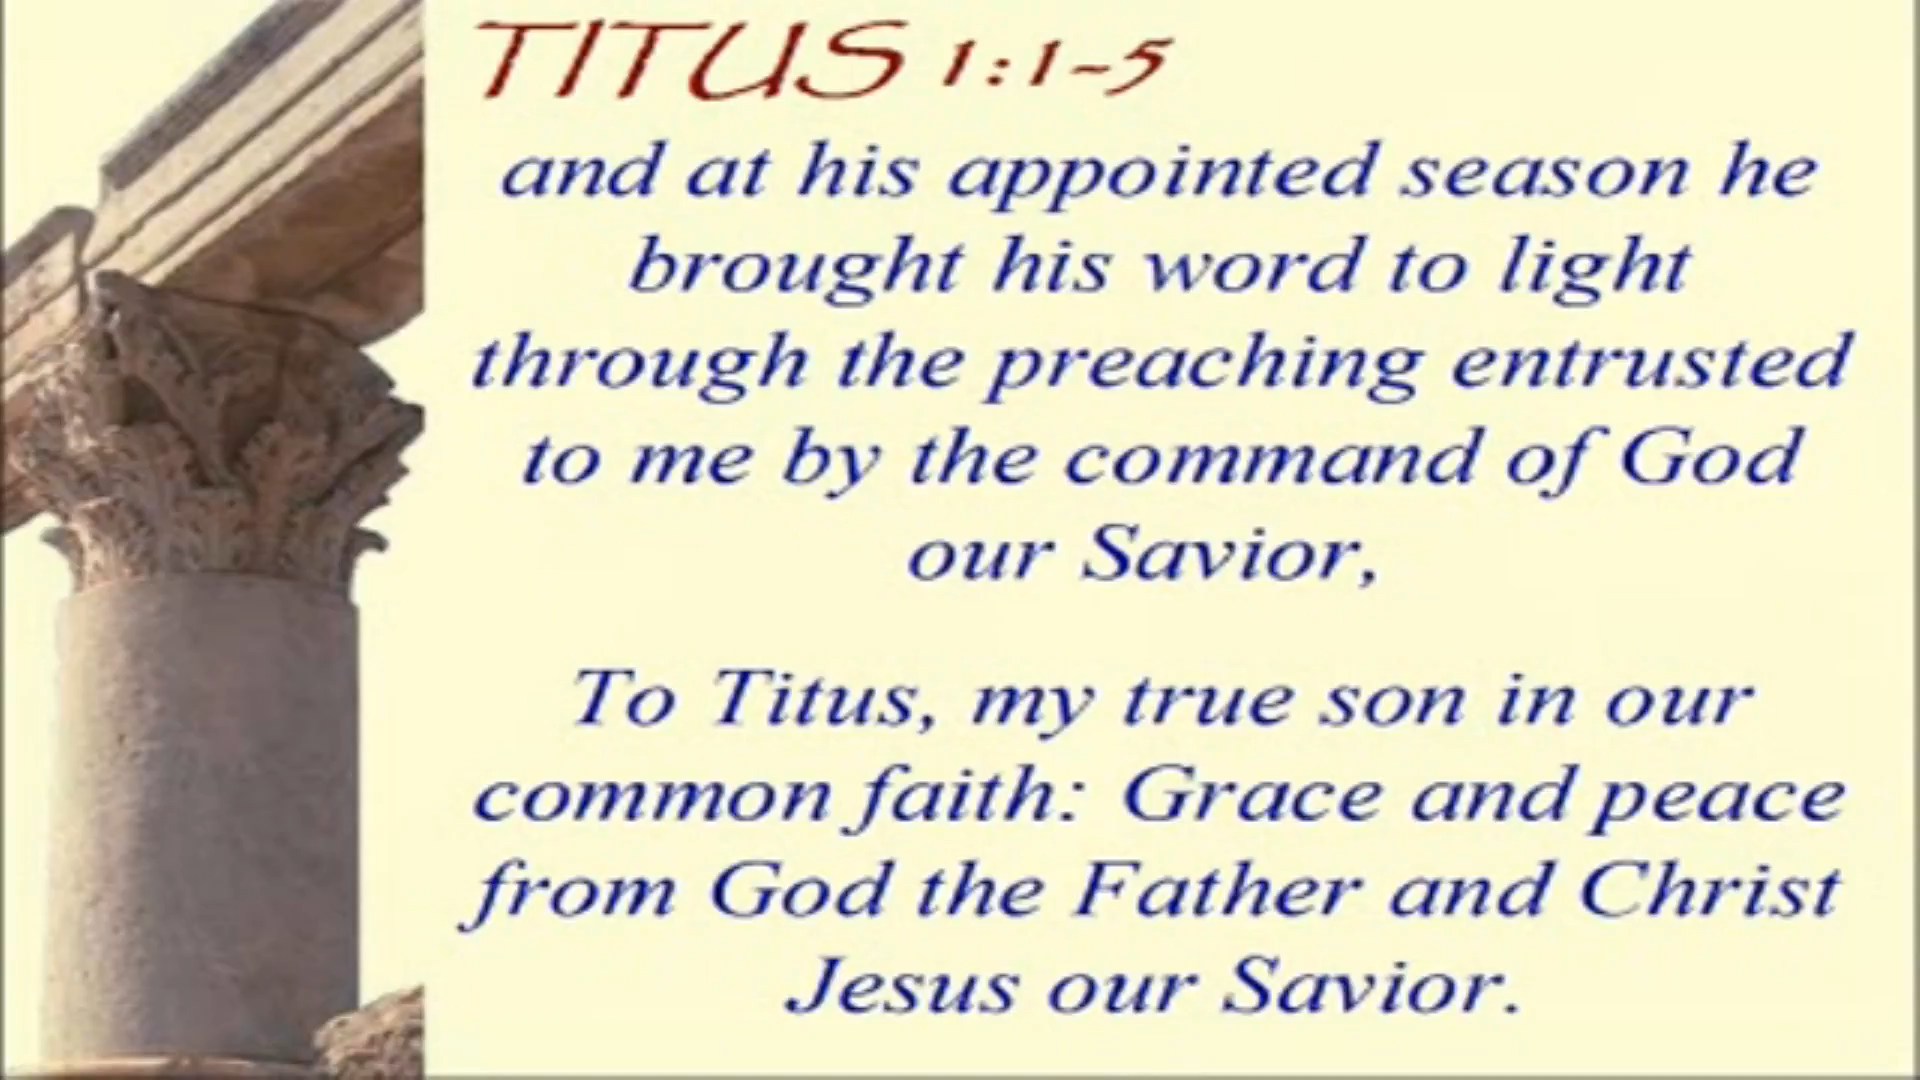 TITUS 1:1-5
and at his appointed season he
brought his word to light
through the preaching entrusted
to me by the command of God
our Savior,
To Titus, my true son in our
common faith: Grace and peace
from God the Father and Christ
Jesus our Savior.